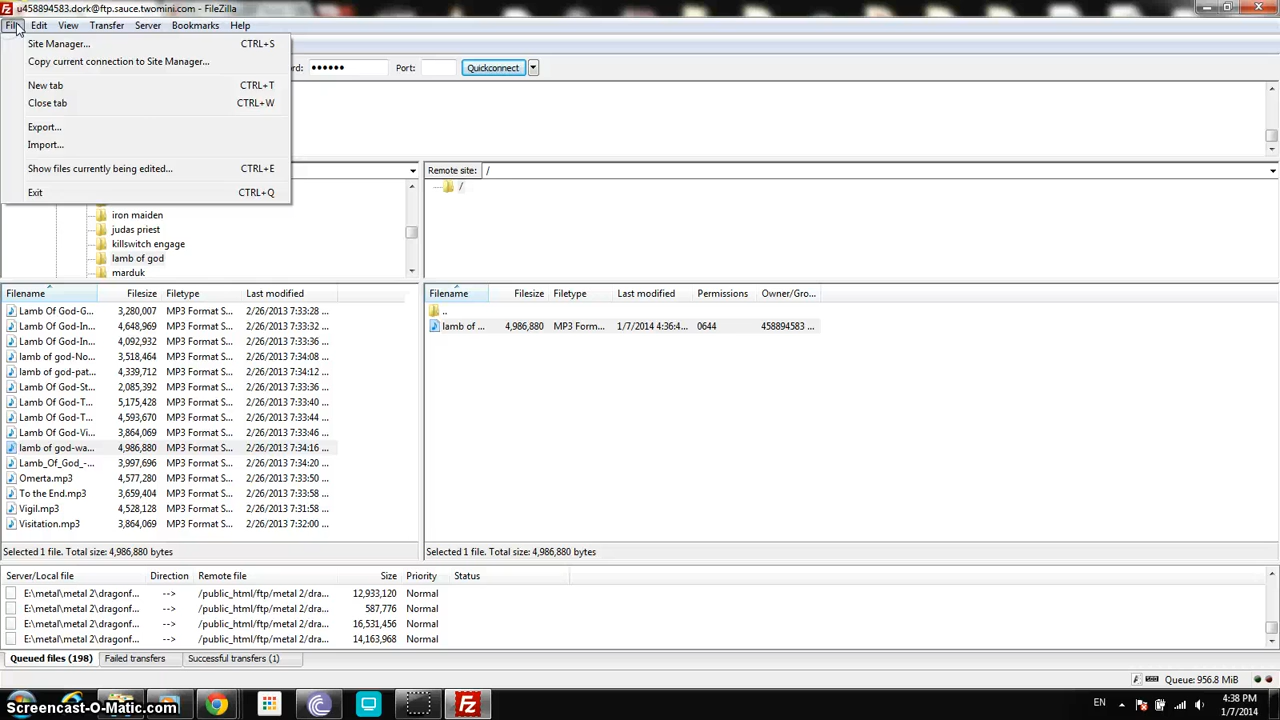 u458894583.dork@ftp.sauce.twomini.com - FileZilla
File Edit View Transfer Server Bookmarks Help
Site Manager... CTRL+S
Copy current connection to Site Manager...
rd: •••••• Port: Quickconnect
New tab CTRL+T
Close tab CTRL+W
Export...
Import...
Show files currently being edited... CTRL+E
Exit CTRL+Q
Remote site: /
/
iron maiden
judas priest
killswitch engage
lamb of god
marduk
Filename Filesize Filetype Last modified
Lamb Of God-G... 3,280,007 MP3 Format S... 2/26/2013 7:33:28
Lamb Of God-In... 4,648,969 MP3 Format S... 2/26/2013 7:33:32 ...
Lamb Of God-In... 4,092,932 MP3 Format S... 2/26/2013 7:33:36 ...
lamb of god-No... 3,518,464 MP3 Format S... 2/26/2013 7:34:08 ...
lamb of god-pat... 4,339,712 MP3 Format S... 2/26/2013 7:34:12 ...
Lamb Of God-St... 2,085,392 MP3 Format S... 2/26/2013 7:33:36 ...
Lamb Of God-T... 5,175,428 MP3 Format S... 2/26/2013 7:33:40 ...
Lamb Of God-T... 4,593,670 MP3 Format S... 2/26/2013 7:33:44 ...
Lamb Of God-Vi... 3,864,069 MP3 Format S... 2/26/2013 7:33:46 ...
lamb of god-wa... 4,986,880 MP3 Format S... 2/26/2013 7:34:16 ...
Lamb_Of_God_-... 3,997,696 MP3 Format S... 2/26/2013 7:34:20 ...
Omerta.mp3 4,577,280 MP3 Format S... 2/26/2013 7:33:50 ...
To the End.mp3 3,659,404 MP3 Format S... 2/26/2013 7:33:58 ...
Vigil.mp3 4,528,128 MP3 Format S... 2/26/2013 7:31:58 ...
Visitation.mp3 3,864,069 MP3 Format S... 2/26/2013 7:32:00 ...
Selected 1 file. Total size: 4,986,880 bytes
Filename Filesize Filetype Last modified Permissions Owner/Gro...
..
lamb of ... 4,986,880 MP3 Form... 1/7/2014 4:36:4... 0644 458894583 ...
Selected 1 file. Total size: 4,986,880 bytes
Server/Local file Direction Remote file Size Priority Status
E:\metal\metal 2\dragonf... --> /public_html/ftp/metal 2/dra... 12,933,120 Normal
E:\metal\metal 2\dragonf... --> /public_html/ftp/metal 2/dra... 587,776 Normal
E:\metal\metal 2\dragonf... --> /public_html/ftp/metal 2/dra... 16,531,456 Normal
E:\metal\metal 2\dragonf... --> /public_html/ftp/metal 2/dra... 14,163,968 Normal
Queued files (198) Failed transfers Successful transfers (1)
Queue: 956.8 MiB
EN 4:38 PM
1/7/2014
Screencast-O-Matic.com